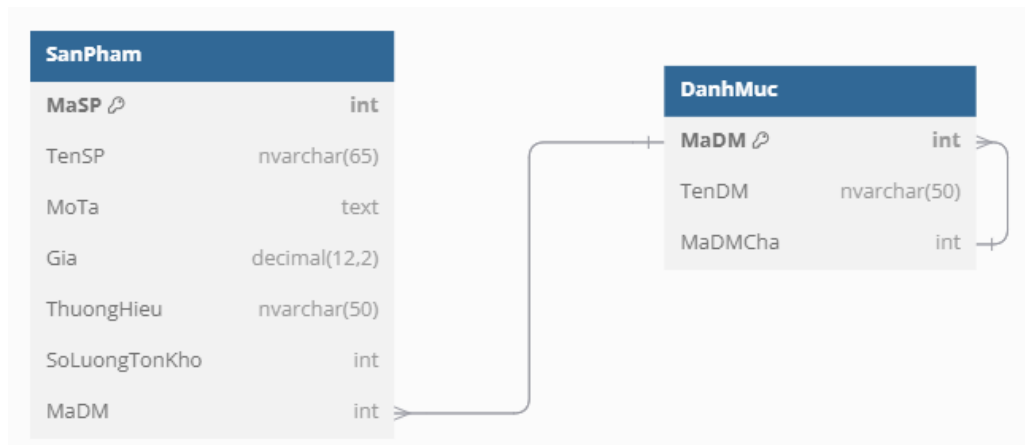 SanPham
MaSP int
TenSP nvarchar(65)
MoTa text
Gia decimal(12,2)
ThuongHieu nvarchar(50)
SoLuongTonKho int
MaDM int
DanhMuc
MaDM int
TenDM nvarchar(50)
MaDMCha int